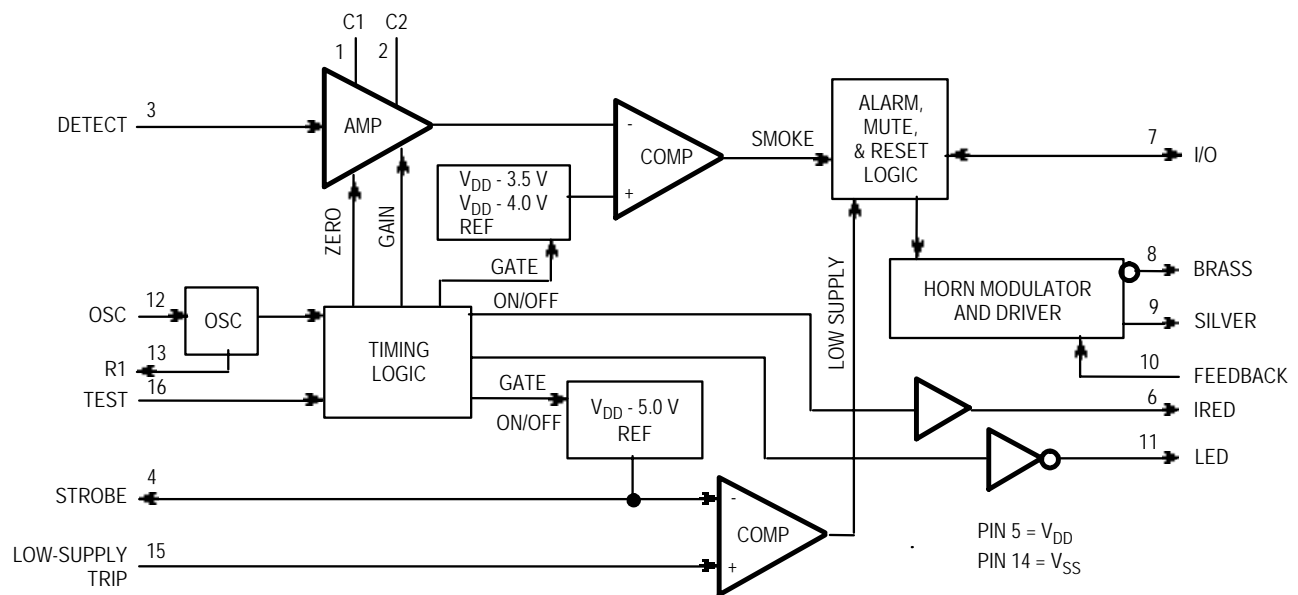 C1
C2
1
2
3
DETECT
AMP
-
COMP
+
SMOKE
ALARM,
MUTE,
& RESET
LOGIC
7
I/O
ZERO
GAIN
VDD - 3.5 V
VDD - 4.0 V
REF
GATE
ON/OFF
LOW SUPPLY
HORN MODULATOR
AND DRIVER
8
BRASS
9
SILVER
10
FEEDBACK
OSC
12
OSC
R1
13
TEST
16
TIMING
LOGIC
GATE
ON/OFF
VDD - 5.0 V
REF
6
IRED
11
LED
STROBE
4
-
COMP
+
LOW-SUPPLY
TRIP
15
PIN 5 = VDD
PIN 14 = VSS